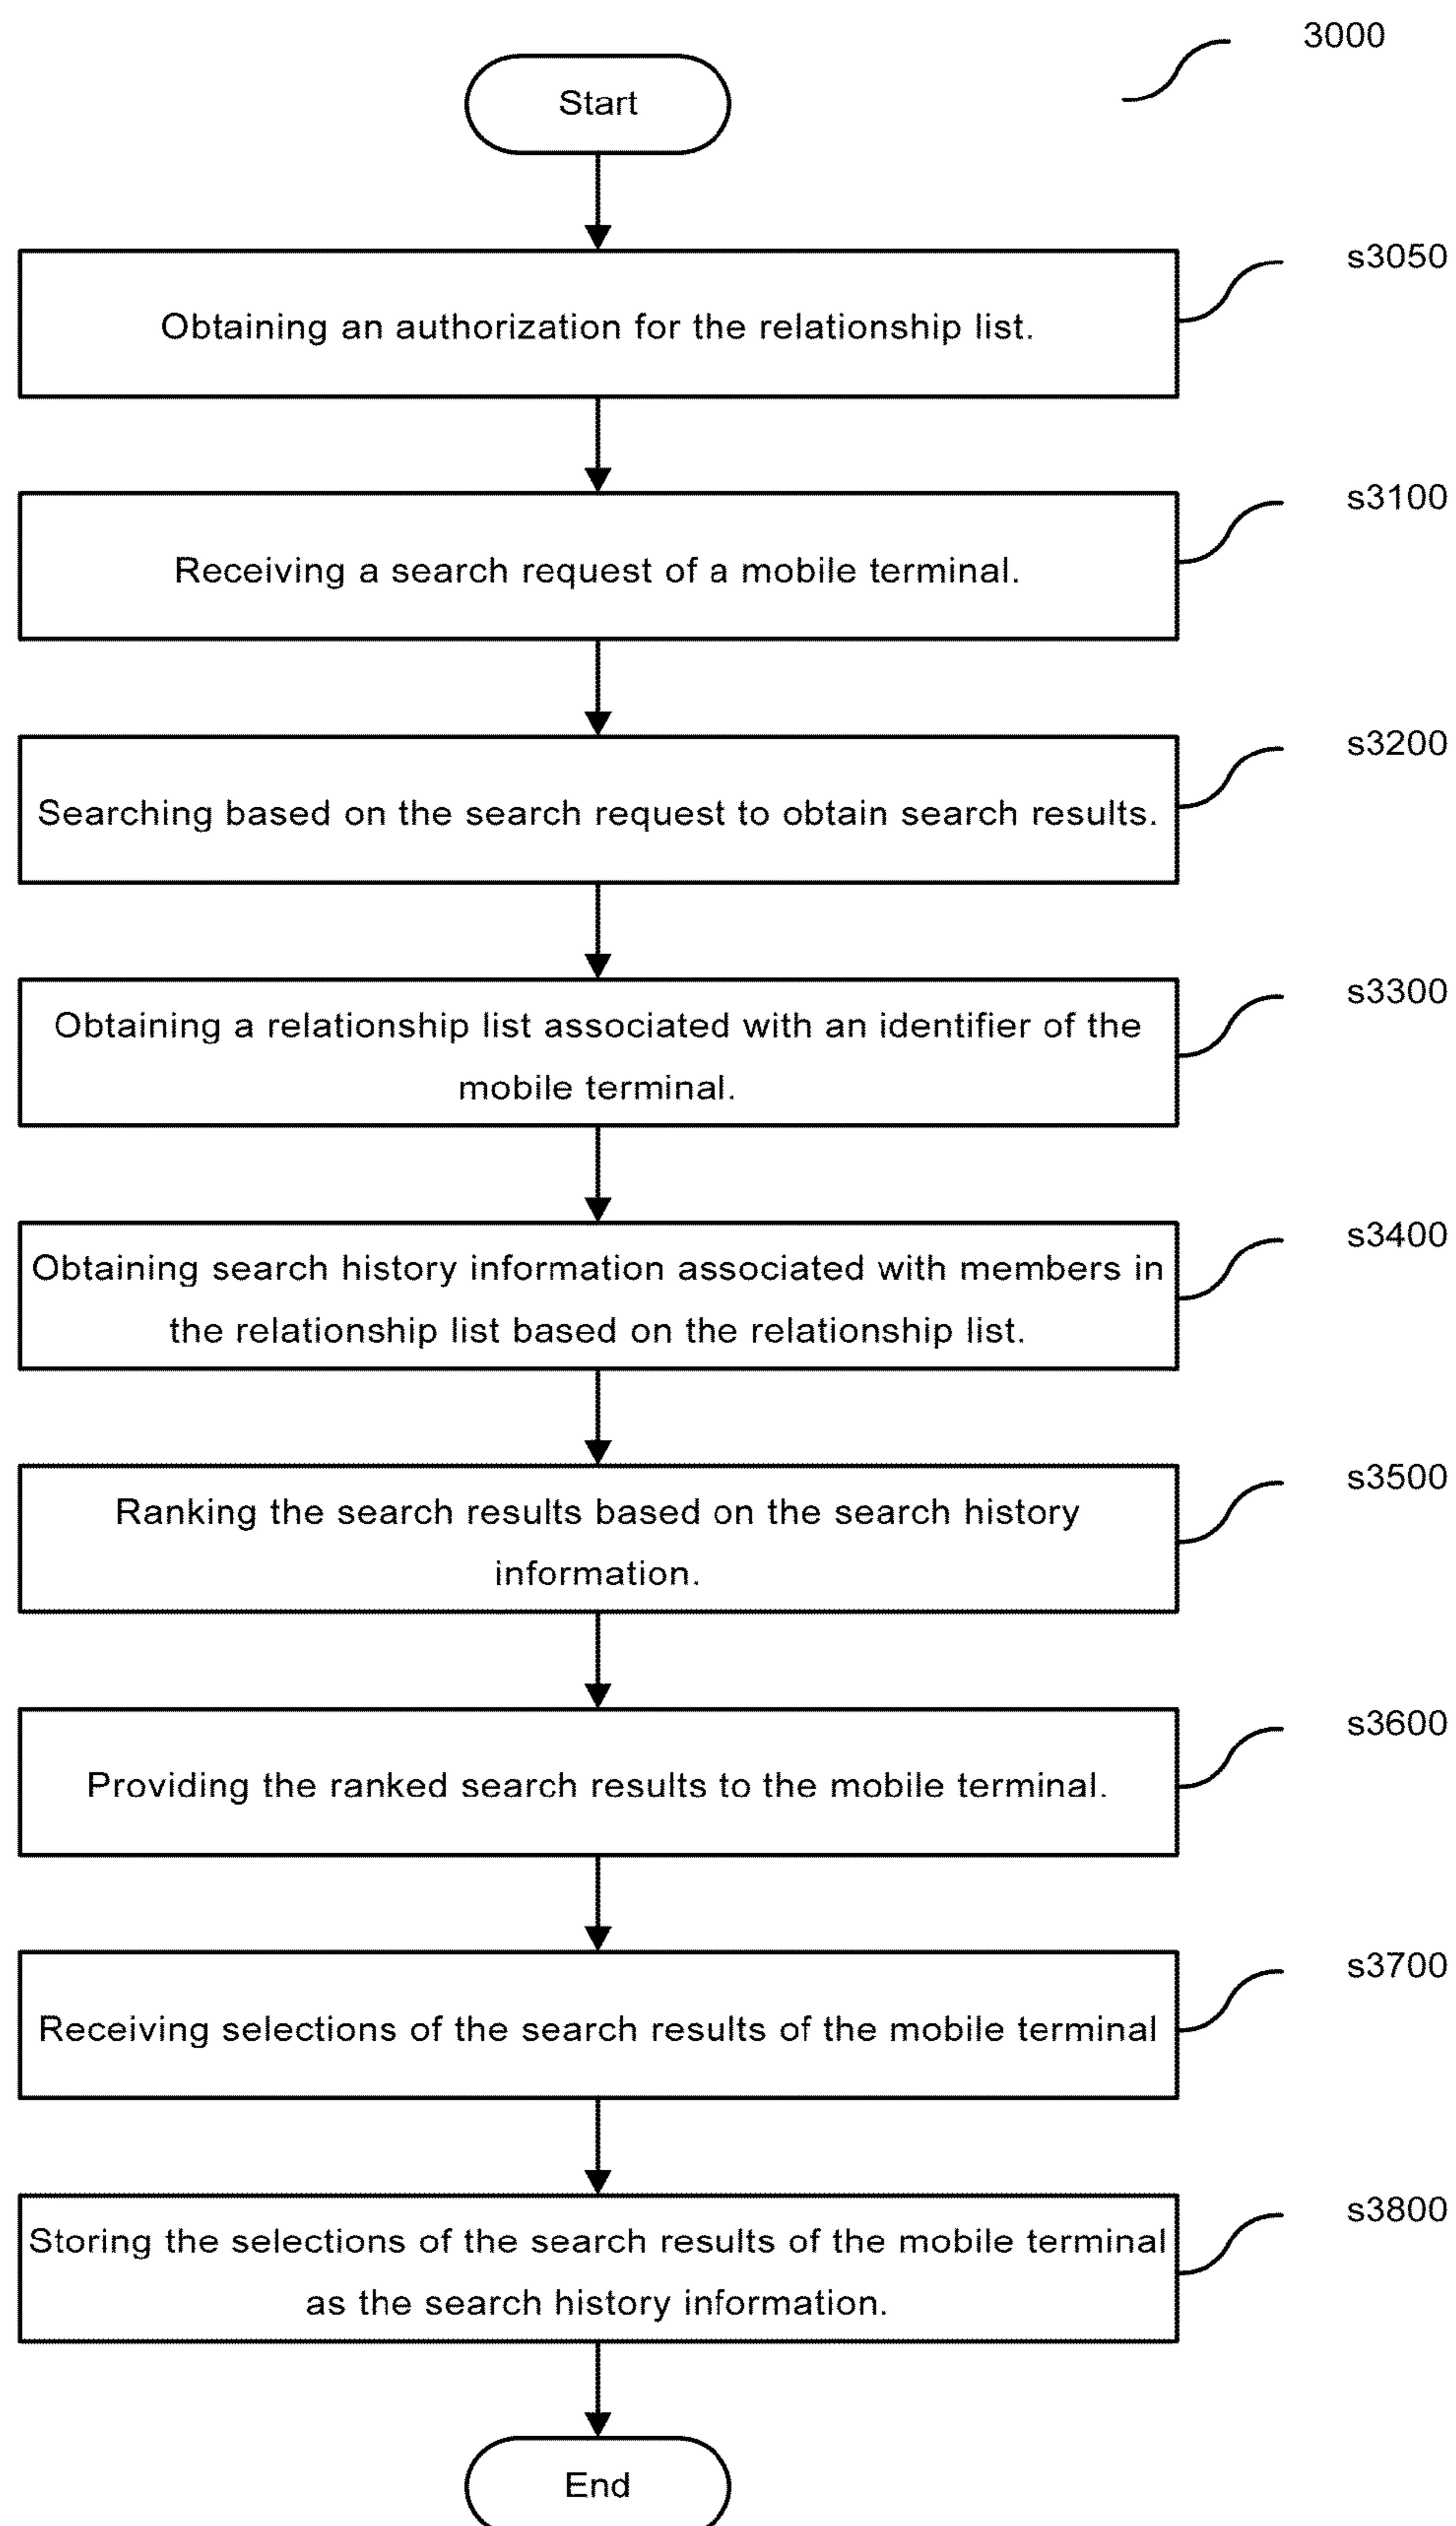 3000
Start
s3050
Obtaining an authorization for the relationship list.
s3100
Receiving a search request of a mobile terminal.
s3200
Searching based on the search request to obtain search results.
s3300
Obtaining a relationship list associated with an identifier of the
mobile terminal.
s3400
Obtaining search history information associated with members in
the relationship list based on the relationship list.
s3500
Ranking the search results based on the search history
information.
s3600
Providing the ranked search results to the mobile terminal.
s3700
Receiving selections of the search results of the mobile terminal
s3800
Storing the selections of the search results of the mobile terminal
as the search history information.
End